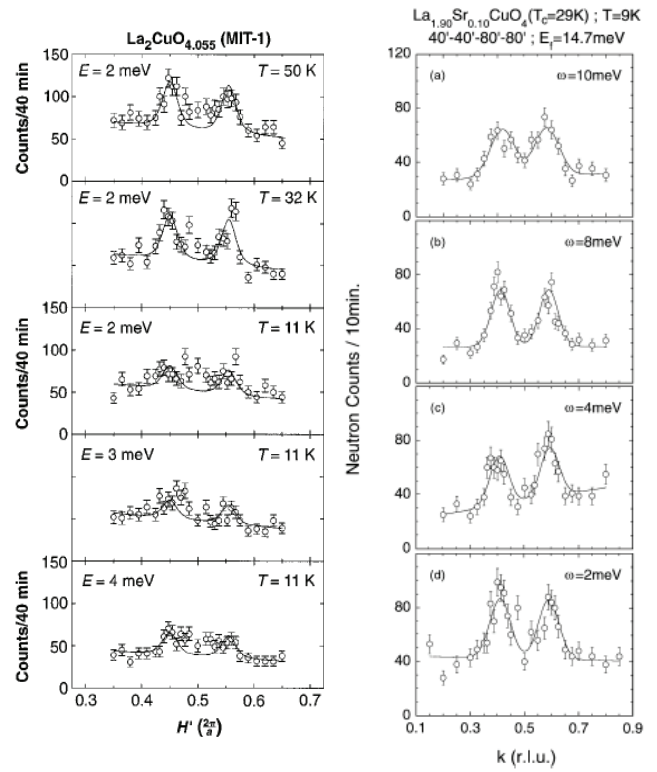 La2CuO4.055 (MIT-1)
E = 2 meV T = 50 K
150
100
50
0
Counts/40 min
E = 2 meV T = 32 K
150
100
50
0
Counts/40 min
E = 2 meV T = 11 K
E = 3 meV T = 11 K
150
100
50
0
Counts/40 min
E = 4 meV T = 11 K
0.3 0.4 0.5 0.6 0.7
H' (2π/a)
La1.90Sr0.10CuO4(Tc=29K) ; T=9K
40'-40'-80'-80' ; Ef=14.7meV
120
(a) ω=10meV
80
40
0
(b) ω=8meV
80
40
0
(c) ω=4meV
80
40
0
(d) ω=2meV
80
40
0
Neutron Counts / 10min.
0.1 0.3 0.5 0.7 0.9
k (r.l.u.)